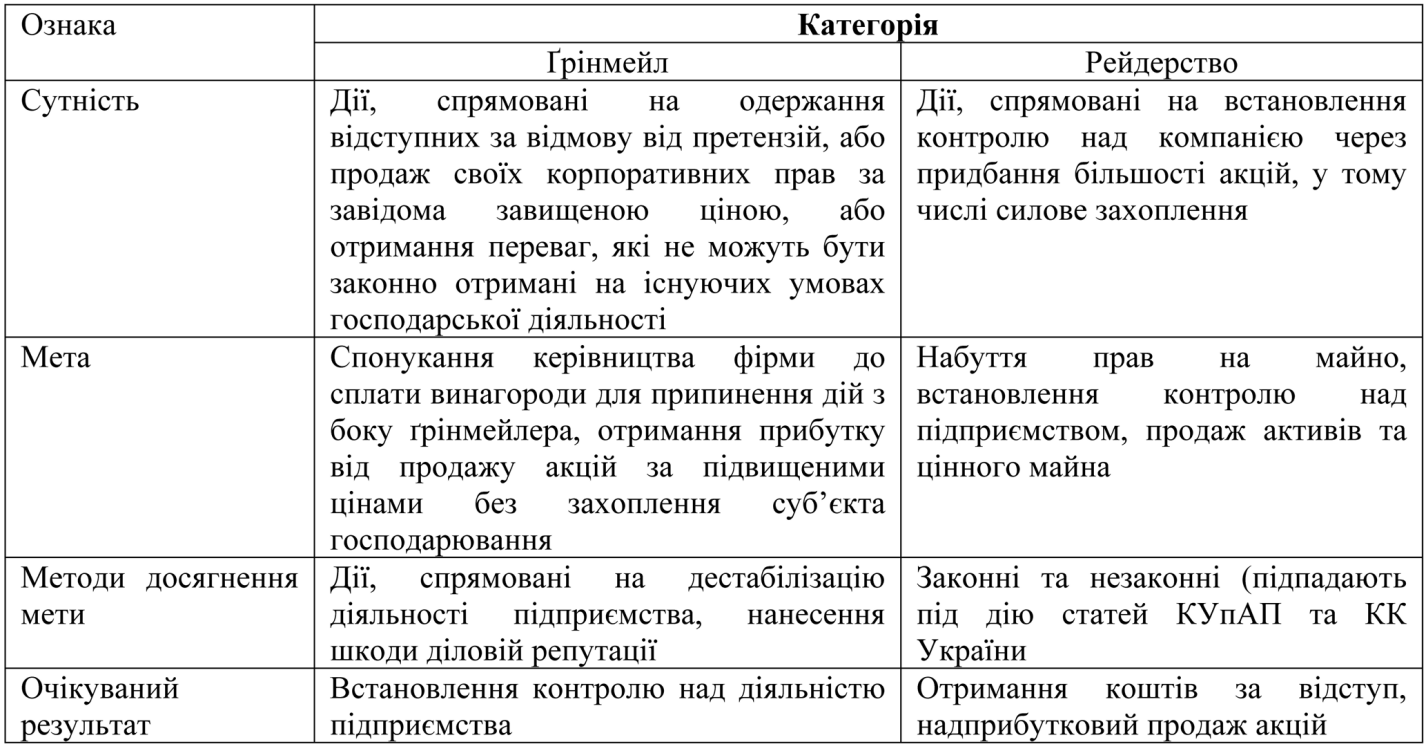 Ознака
Категорія
Ґрінмейл
Рейдерство
Сутність
Дії, спрямовані на одержання
відступних за відмову від претензій, або
продаж своїх корпоративних прав за
завідома завищеною ціною, або
отримання переваг, які не можуть бути
законно отримані на існуючих умовах
господарської діяльності
Дії, спрямовані на встановлення
контролю над компанією через
придбання більшості акцій, у тому
числі силове захоплення
Мета
Спонукання керівництва фірми до
сплати винагороди для припинення дій з
боку ґрінмейлера, отримання прибутку
від продажу акцій за підвищеними
цінами без захоплення суб’єкта
господарювання
Набуття прав на майно,
встановлення контролю над
підприємством, продаж активів та
цінного майна
Методи досягнення
мети
Дії, спрямовані на дестабілізацію
діяльності підприємства, нанесення
шкоди діловій репутації
Законні та незаконні (підпадають
під дію статей КУпАП та КК
України
Очікуваний
результат
Встановлення контролю над діяльністю
підприємства
Отримання коштів за відступ,
надприбутковий продаж акцій